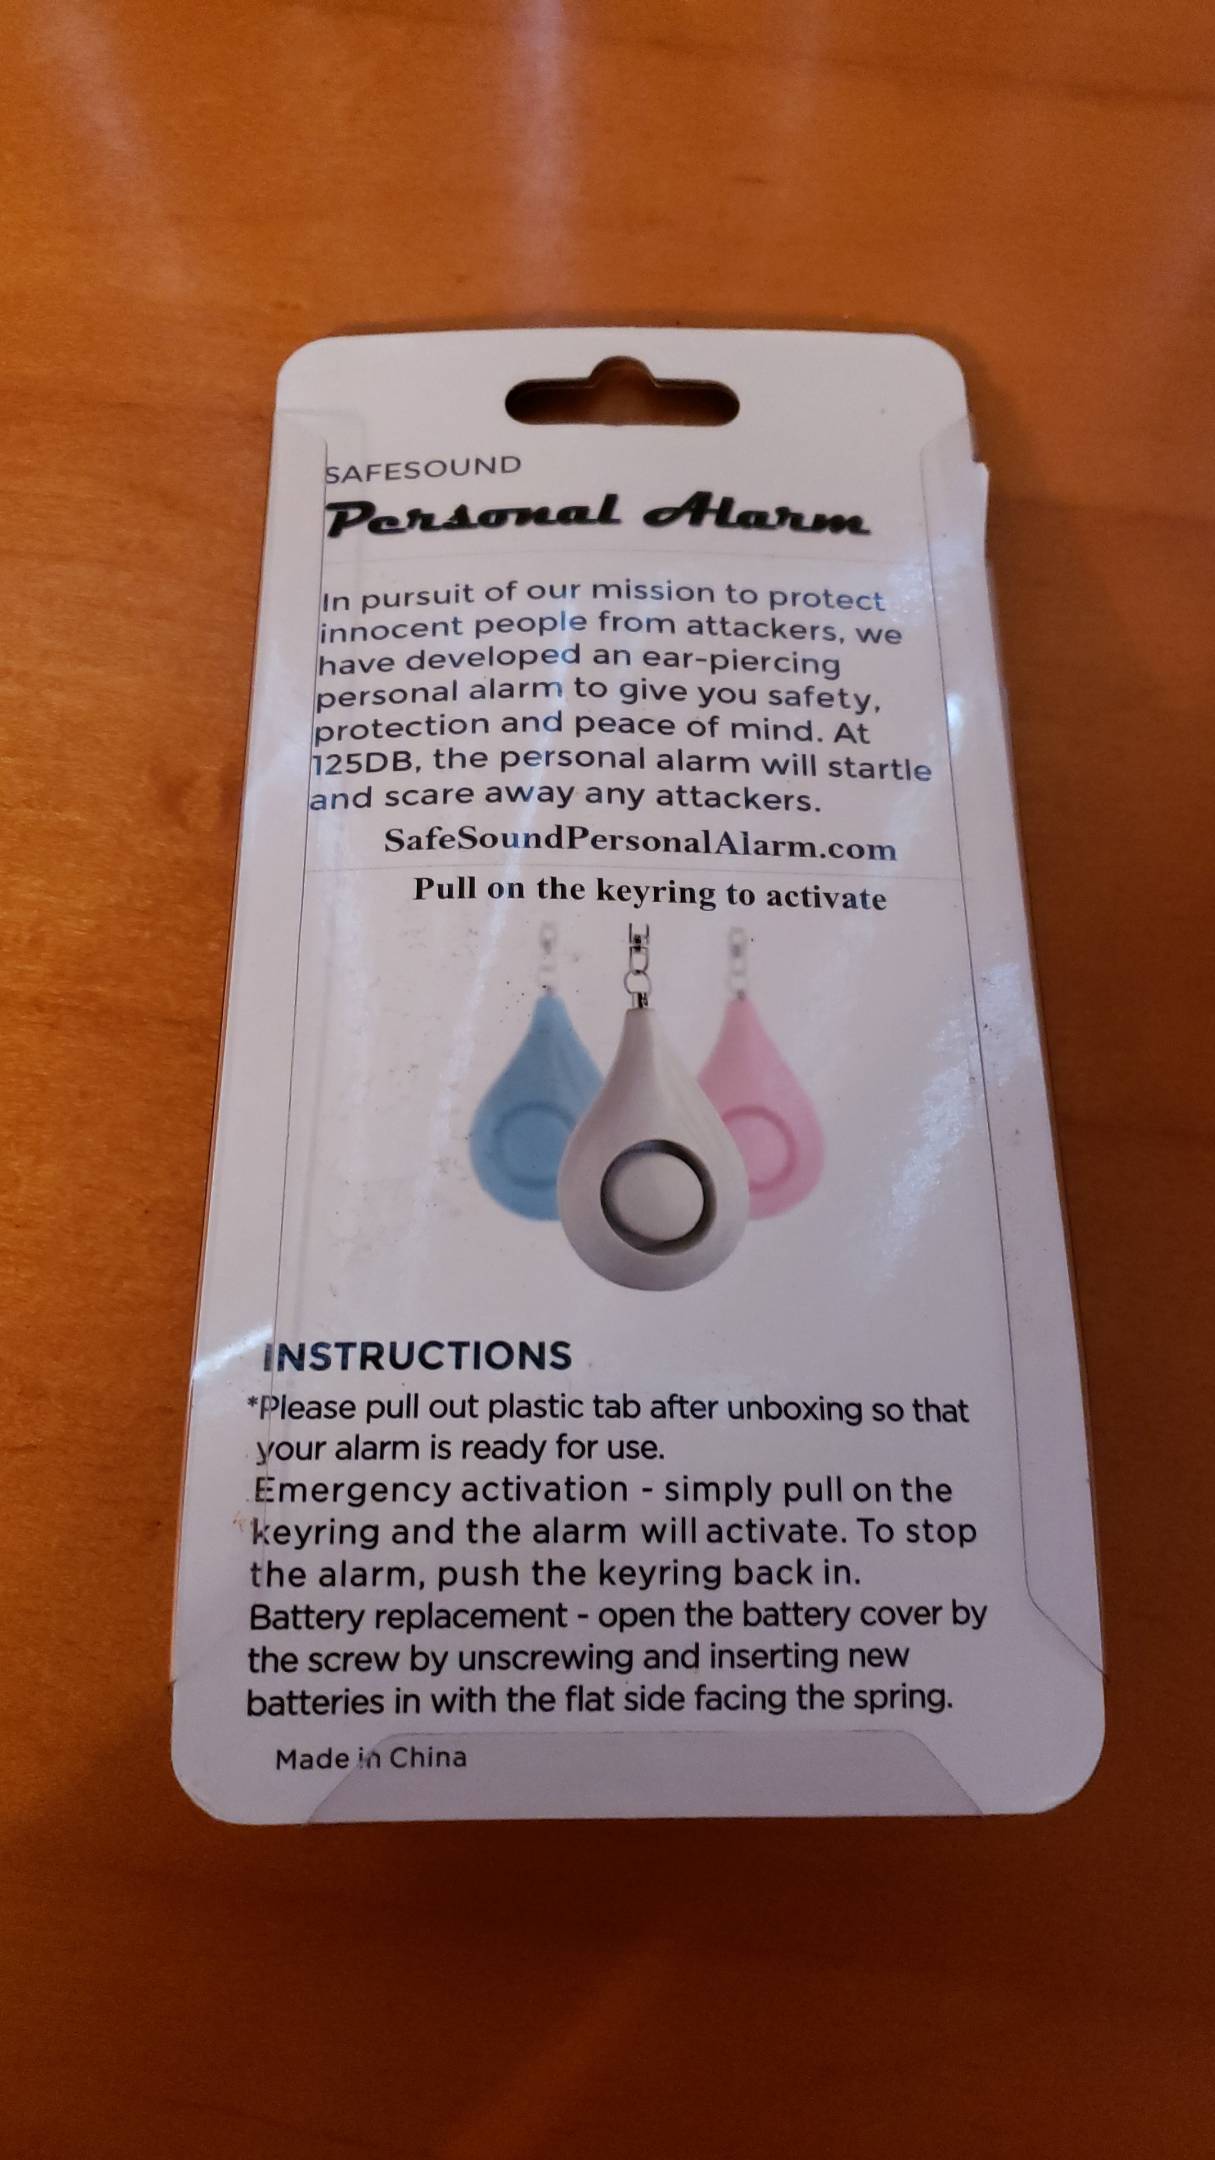 SAFESOUND
Personal Alarm
In pursuit of our mission to protect
innocent people from attackers, we
have developed an ear-piercing
personal alarm to give you safety,
protection and peace of mind. At
125DB, the personal alarm will startle
and scare away any attackers.
SafeSoundPersonalAlarm.com
Pull on the keyring to activate
INSTRUCTIONS
*Please pull out plastic tab after unboxing so that
your alarm is ready for use.
Emergency activation - simply pull on the
keyring and the alarm will activate. To stop
the alarm, push the keyring back in.
Battery replacement - open the battery cover by
the screw by unscrewing and inserting new
batteries in with the flat side facing the spring.
Made in China